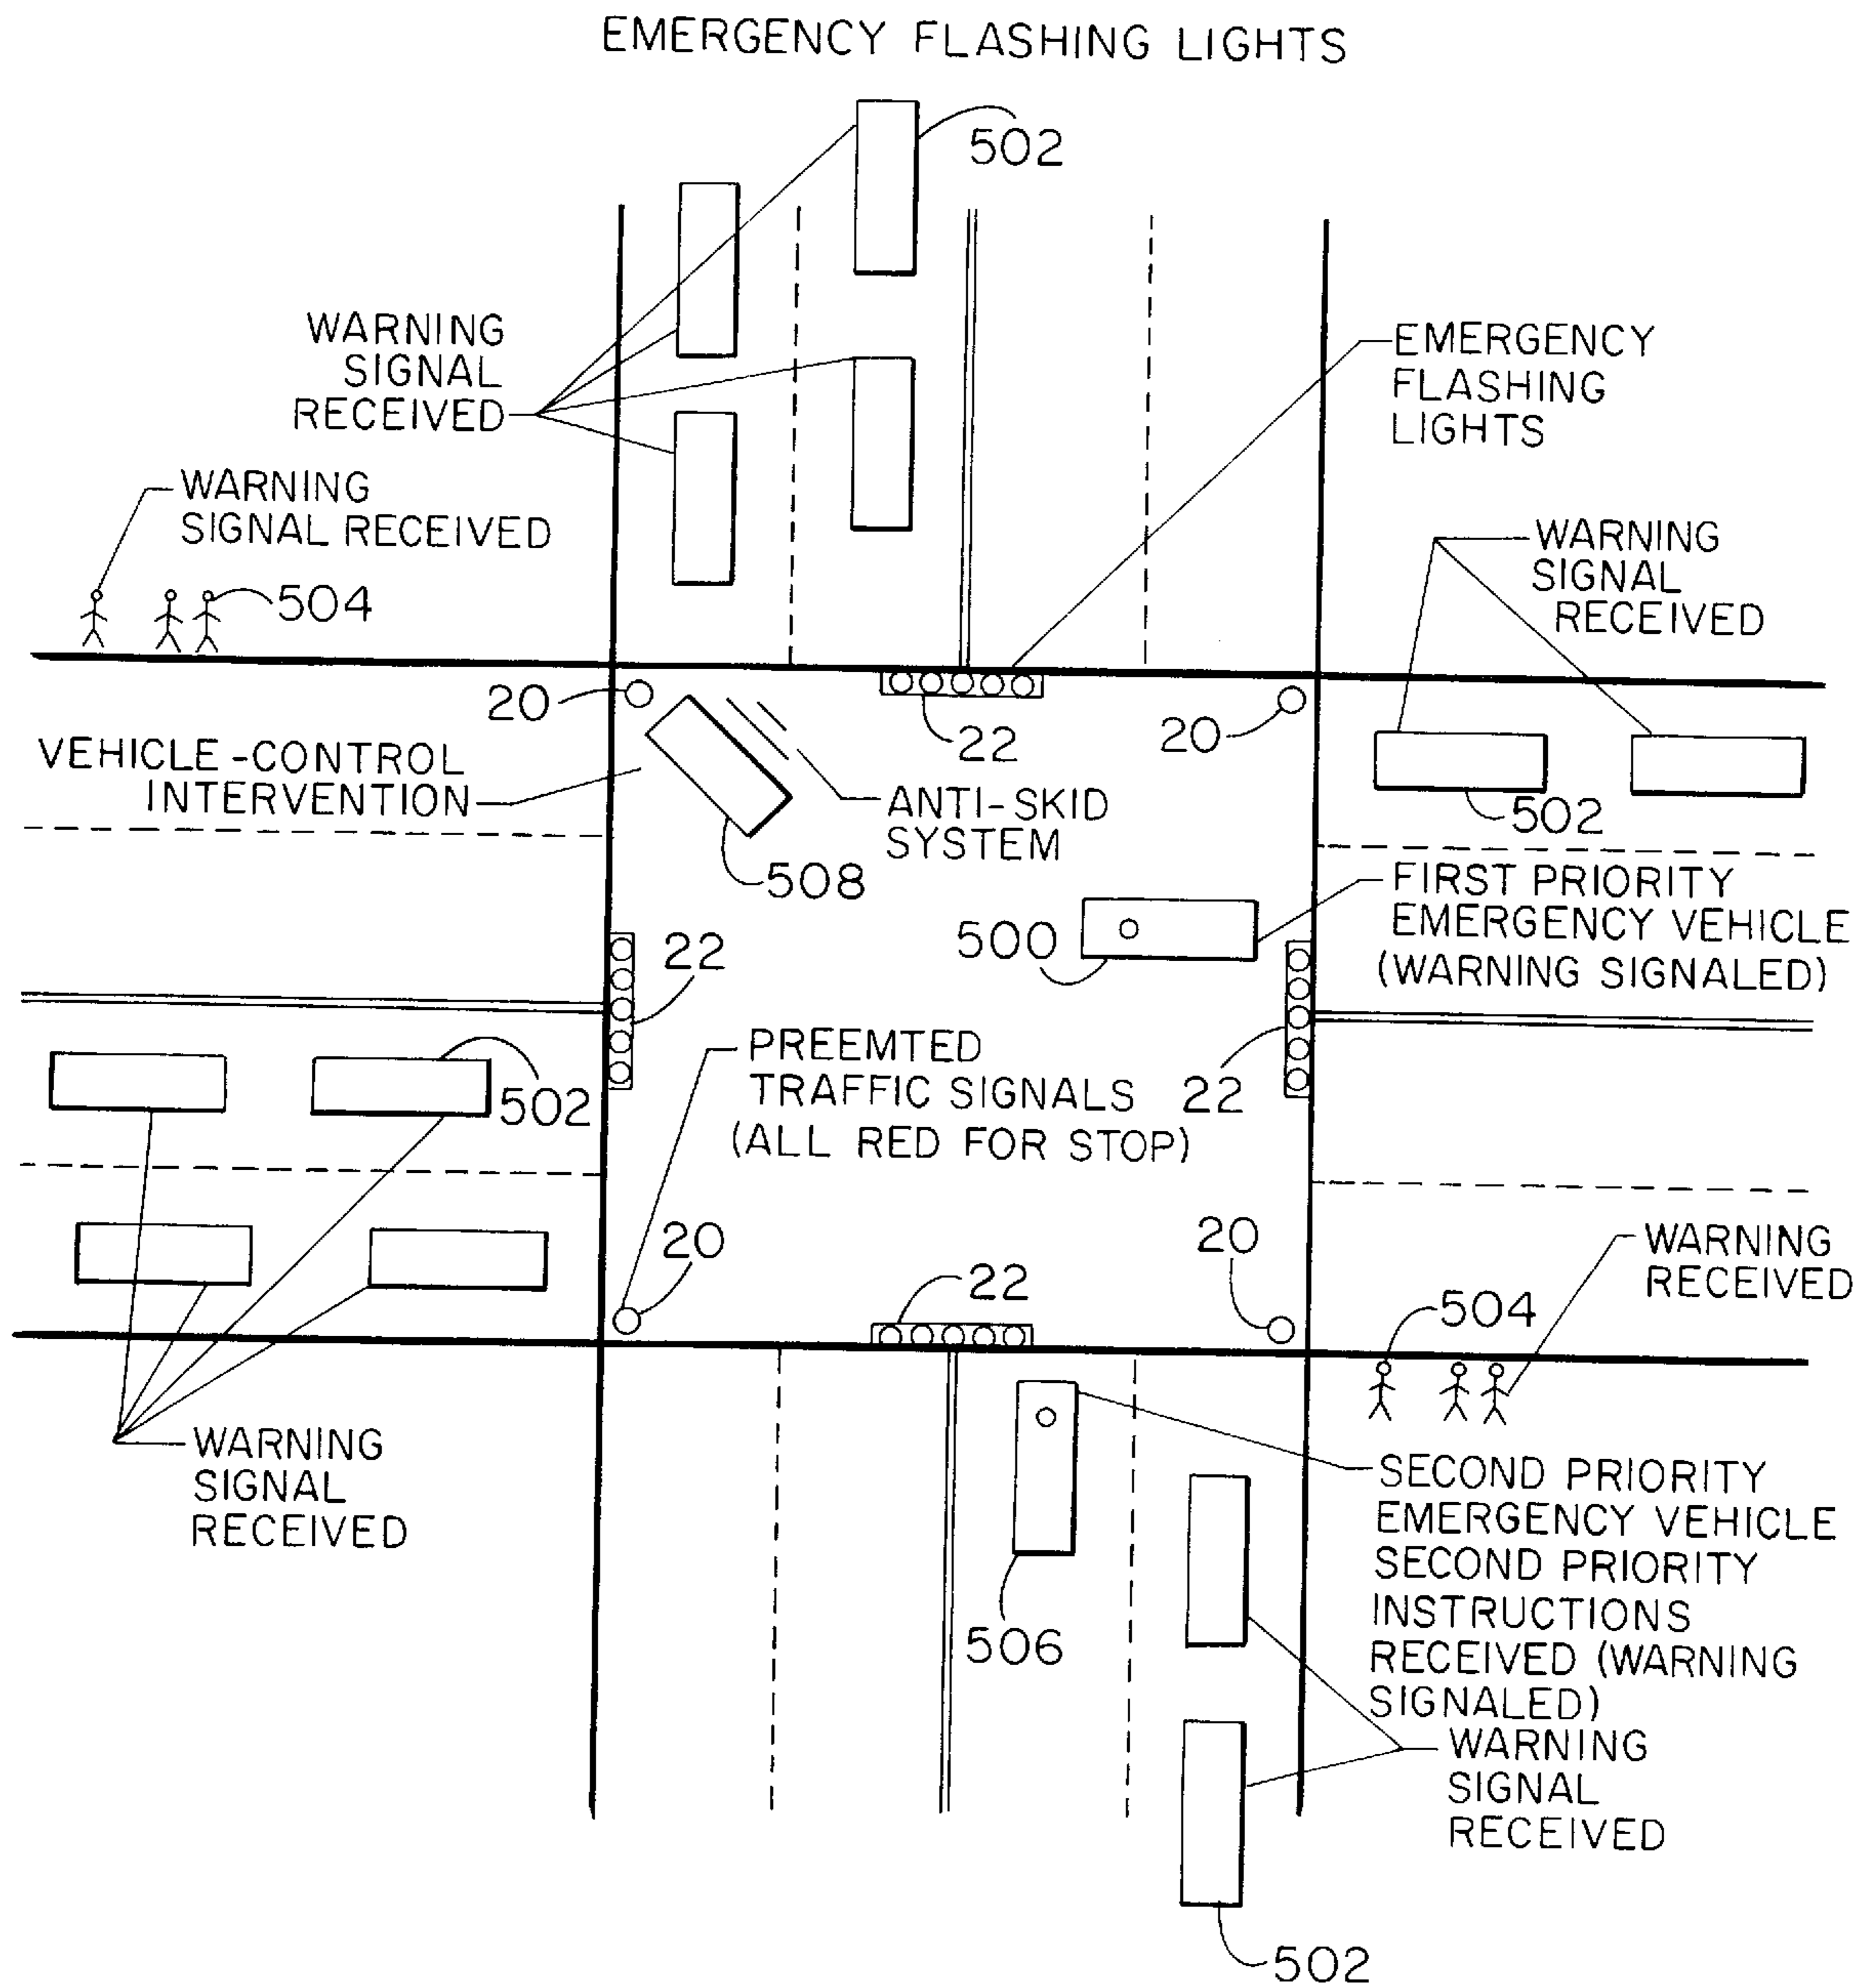 EMERGENCY FLASHING LIGHTS
502
WARNING
SIGNAL
RECEIVED
EMERGENCY
FLASHING
LIGHTS
WARNING
SIGNAL RECEIVED
504
WARNING
SIGNAL
RECEIVED
20
22
20
VEHICLE-CONTROL
INTERVENTION
ANTI-SKID
SYSTEM
502
508
FIRST PRIORITY
EMERGENCY VEHICLE
(WARNING SIGNALED)
500
22
PREEMTED
TRAFFIC SIGNALS
(ALL RED FOR STOP)
22
502
20
20
WARNING
RECEIVED
22
504
WARNING
SIGNAL
RECEIVED
SECOND PRIORITY
EMERGENCY VEHICLE
SECOND PRIORITY
INSTRUCTIONS
RECEIVED (WARNING
SIGNALED)
506
WARNING
SIGNAL
RECEIVED
502